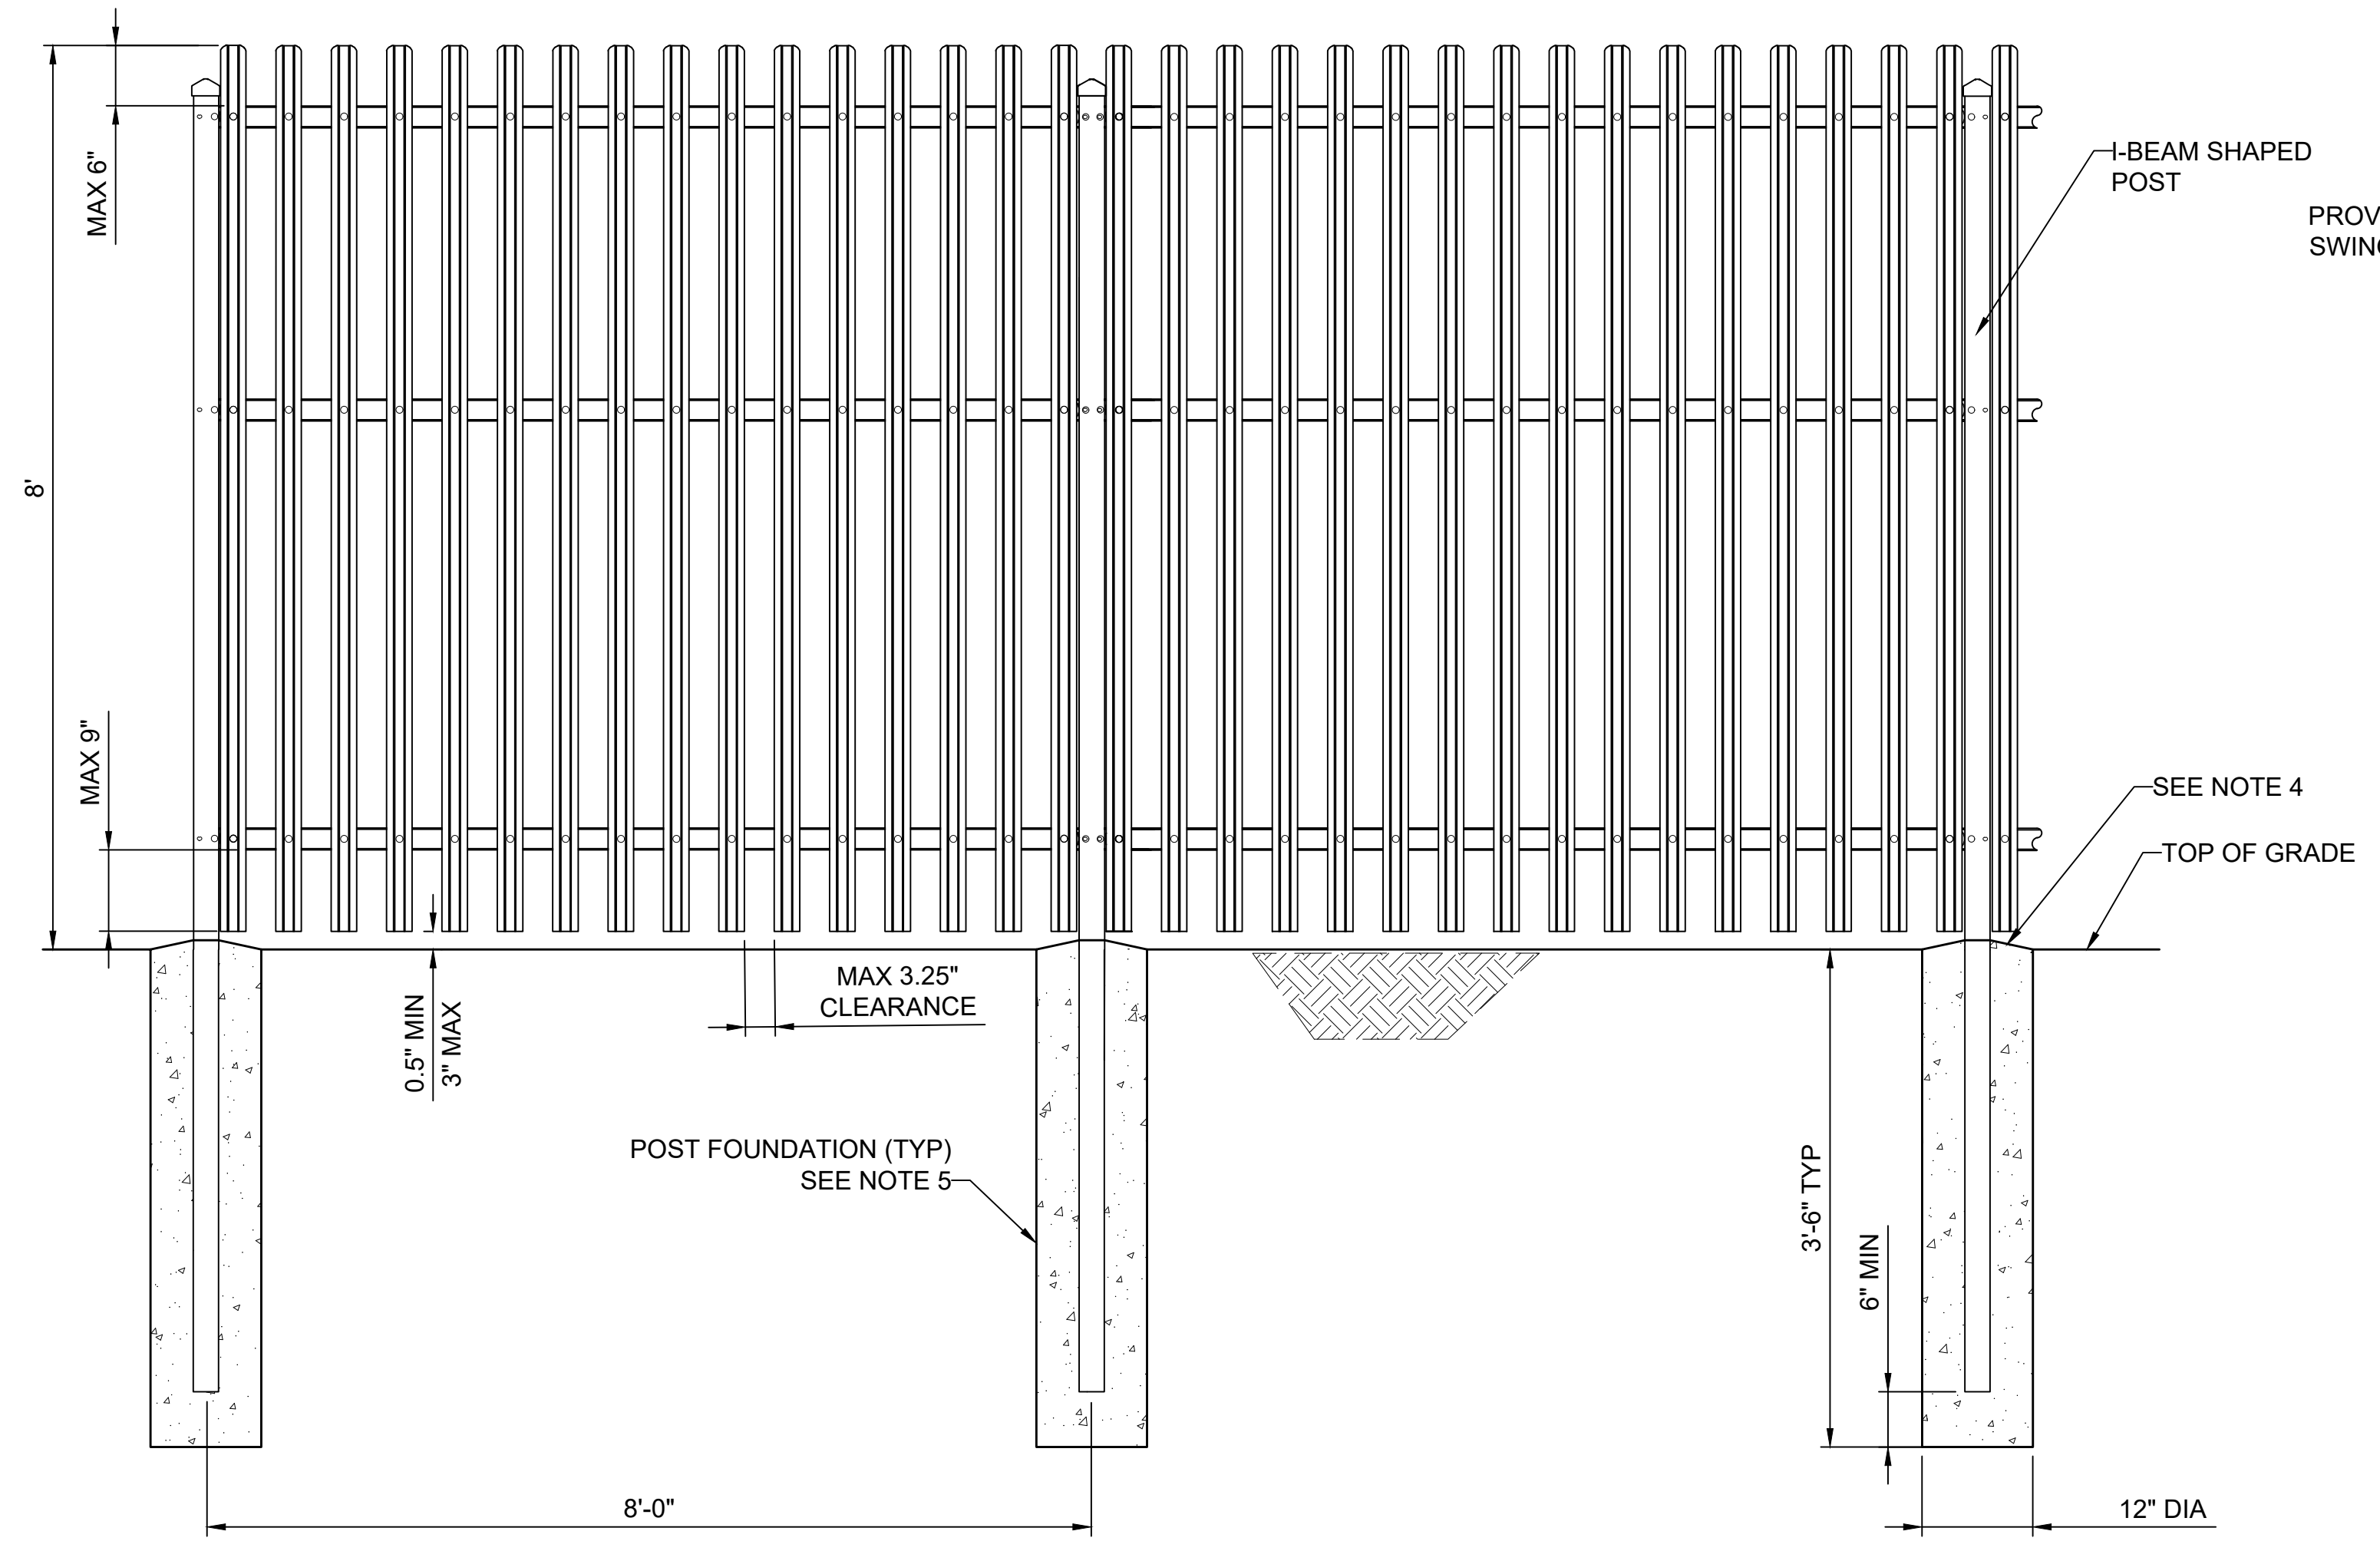 MAX 6"
I-BEAM SHAPED
POST
PROV
SWING
8'
MAX 9"
SEE NOTE 4
TOP OF GRADE
MAX 3.25"
CLEARANCE
0.5" MIN
3" MAX
POST FOUNDATION (TYP)
SEE NOTE 5
3'-6" TYP
6" MIN
8'-0"
12" DIA